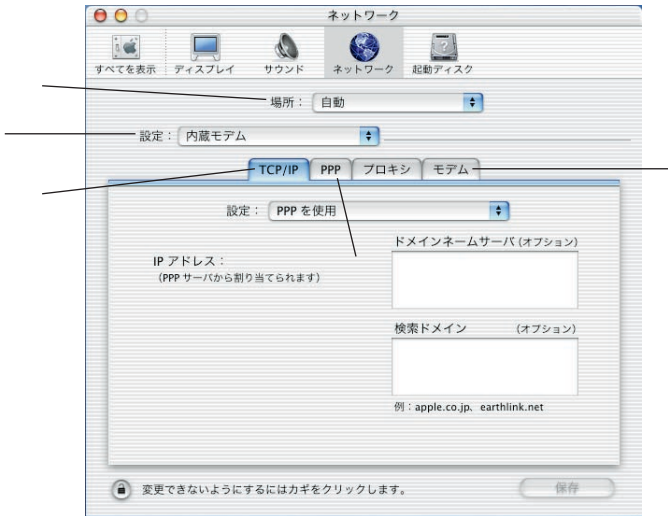 ネットワーク
すべてを表示 ディスプレイ サウンド ネットワーク 起動ディスク
場所： 自動
設定： 内蔵モデム
TCP/IP PPP プロキシ モデム
設定： PPP を使用
ドメインネームサーバ (オプション)
IP アドレス：
（PPP サーバから割り当てられます）
検索ドメイン (オプション)
例：apple.co.jp、earthlink.net
変更できないようにするにはカギをクリックします。
保存